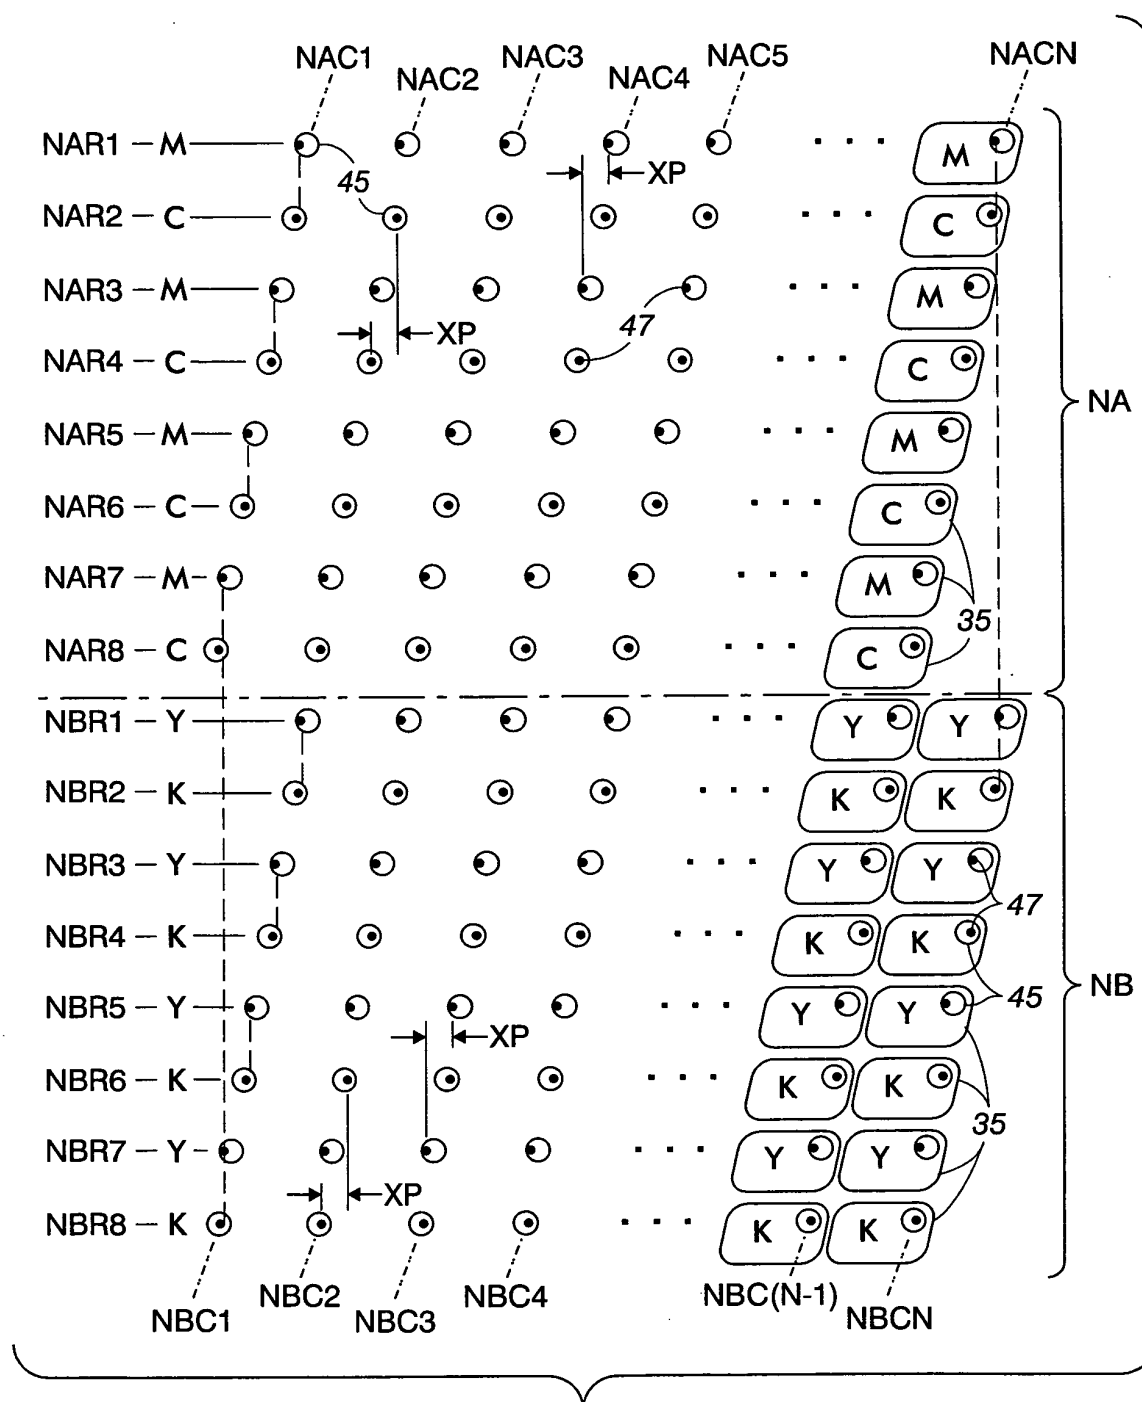 NAC1 NAC2 NAC3 NAC4 NAC5 NACN
NAR1 – M M
45 XP
NAR2 – C C
NAR3 – M M
XP 47
NAR4 – C C
NA
NAR5 – M M
NAR6 – C C
NAR7 – M M
35
NAR8 – C C
NBR1 – Y Y Y
NBR2 – K K K
NBR3 – Y Y Y
47
NBR4 – K K K
NB
45
NBR5 – Y Y Y
XP
NBR6 – K K K
35
NBR7 – Y Y Y
XP
NBR8 – K K K
NBC1 NBC2 NBC3 NBC4 NBC(N-1) NBCN